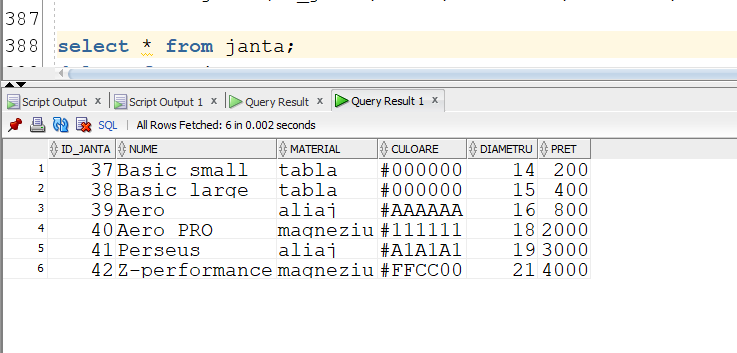 387
388 select * from janta;
Script Output x Script Output 1 x Query Result x Query Result 1 x
SQL | All Rows Fetched: 6 in 0.002 seconds
ID_JANTA NUME MATERIAL CULOARE DIAMETRU PRET
1 37 Basic small tabla #000000 14 200
2 38 Basic large tabla #000000 15 400
3 39 Aero aliaj #AAAAAA 16 800
4 40 Aero PRO magneziu #111111 18 2000
5 41 Perseus aliaj #A1A1A1 19 3000
6 42 Z-performance magneziu #FFCC00 21 4000